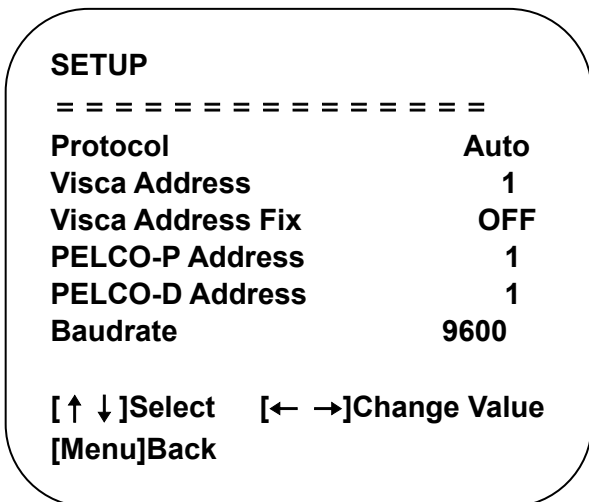 SETUP
= = = = = = = = = = = = = = =
Protocol Auto
Visca Address 1
Visca Address Fix OFF
PELCO-P Address 1
PELCO-D Address 1
Baudrate 9600
[↑ ↓]Select [← →]Change Value
[Menu]Back